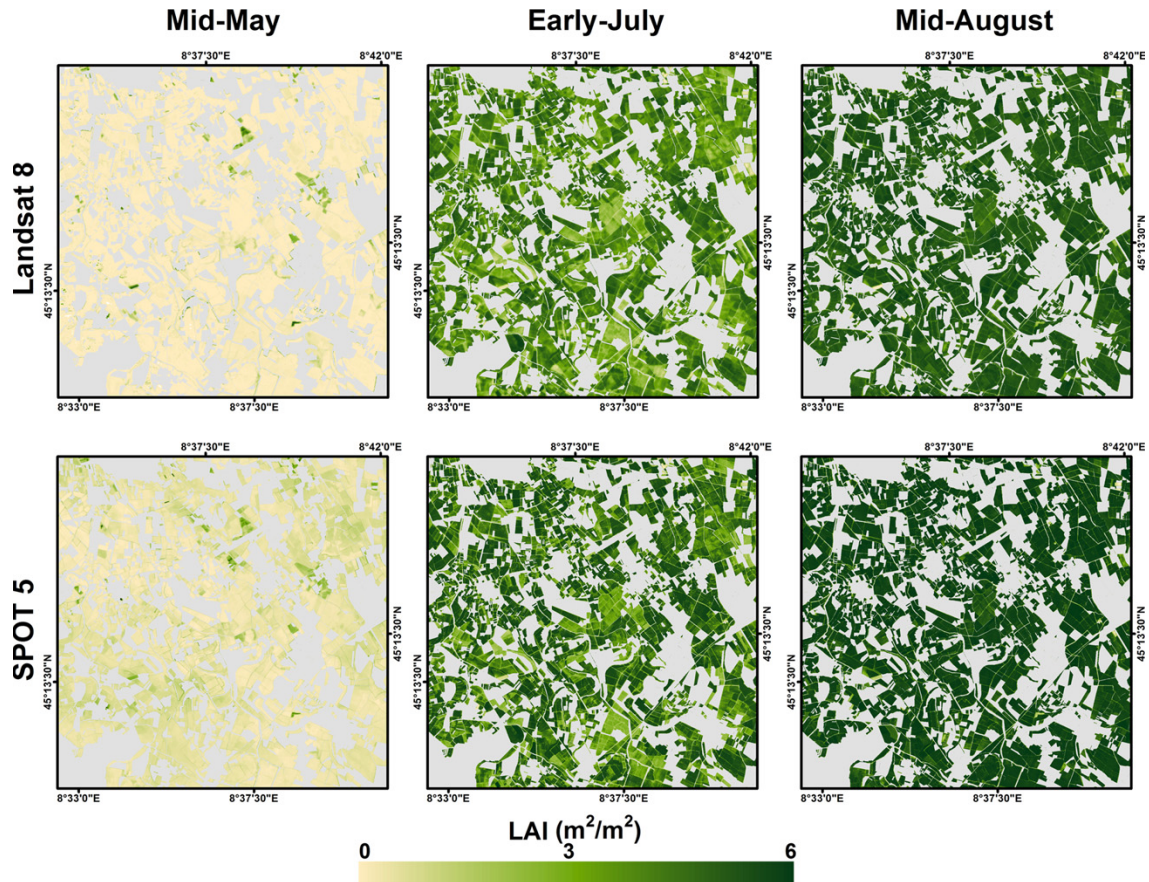 Mid-May Early-July Mid-August
8°37'30"E 8°42'0"E 8°37'30"E 8°42'0"E 8°37'30"E 8°42'0"E
Landsat 8
45°13'30"N 45°13'30"N 45°13'30"N 45°13'30"N 45°13'30"N 45°13'30"N
8°33'0"E 8°37'30"E 8°33'0"E 8°37'30"E 8°33'0"E 8°37'30"E
8°37'30"E 8°42'0"E 8°37'30"E 8°42'0"E 8°37'30"E 8°42'0"E
SPOT 5
45°13'30"N 45°13'30"N 45°13'30"N 45°13'30"N 45°13'30"N 45°13'30"N
8°33'0"E 8°37'30"E 8°33'0"E 8°37'30"E 8°33'0"E 8°37'30"E
LAI (m²/m²)
0 3 6